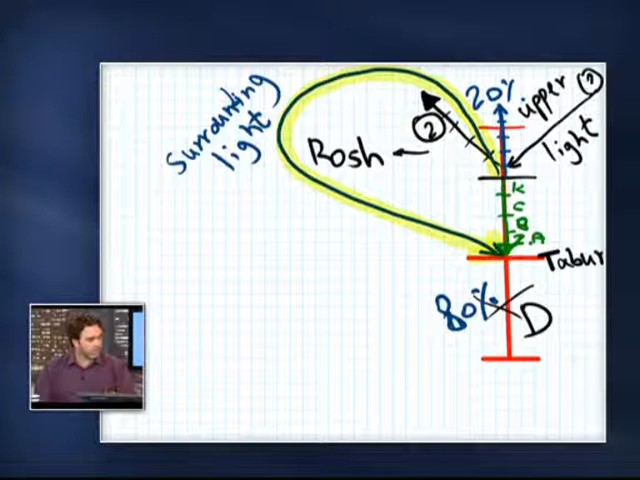 Surrounding
light
20%
upper
1
light
2
Rosh
K
C
B
Z.A
Tabur
80%
D